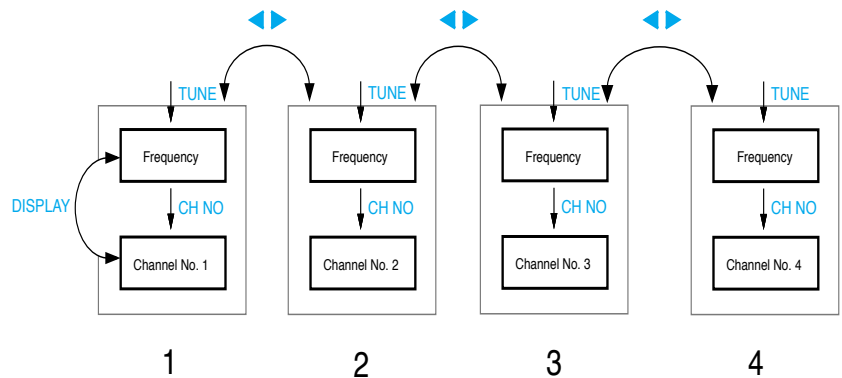 TUNE TUNE TUNE TUNE
Frequency Frequency Frequency Frequency
DISPLAY CH NO CH NO CH NO CH NO
Channel No. 1 Channel No. 2 Channel No. 3 Channel No. 4
1 2 3 4